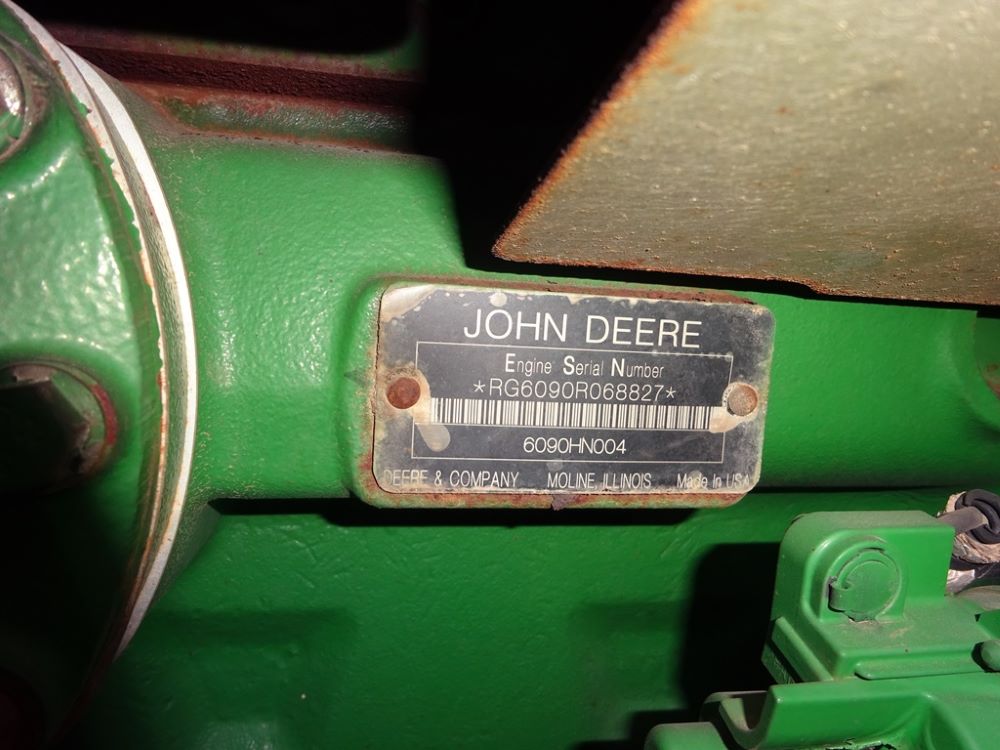 JOHN DEERE
Engine Serial Number
*RG6090R068827*
6090HN004
DEERE & COMPANY MOLINE, ILLINOIS Made in USA